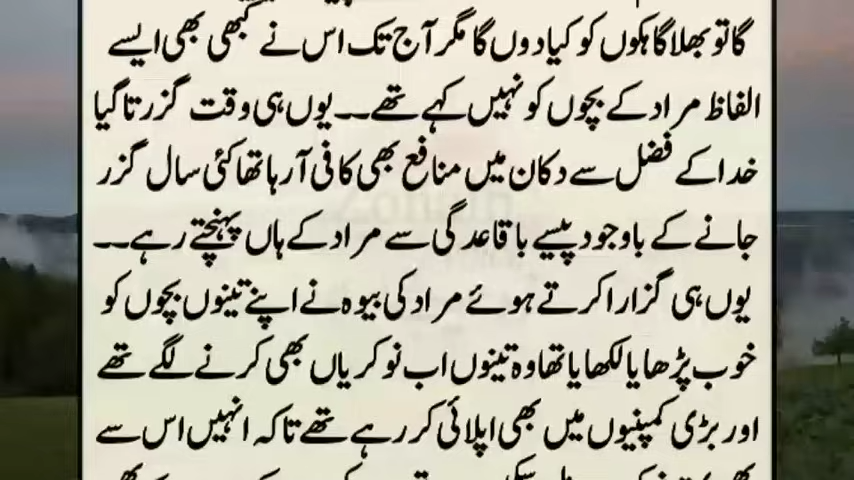 گا تو بھلا گاہکوں کو کیا دوں گا مگر آج تک اس نے کبھی بھی ایسے
الفاظ مراد کے بچوں کو نہیں کہے تھے۔۔ یوں ہی وقت گزرتا گیا
خدا کے فضل سے دکان میں منافع بھی کافی آ رہا تھا کئی سال گزر
جانے کے باوجود پیسے باقاعدگی سے مراد کے ہاں پہنچتے رہے۔۔
یوں ہی گزارا کرتے ہوئے مراد کی بیوہ نے اپنے تینوں بچوں کو
خوب پڑھایا لکھایا تھا وہ تینوں اب نوکریاں بھی کرنے لگے تھے
اور بڑی کمپنیوں میں بھی اپلائی کر رہے تھے تاکہ انہیں اس سے